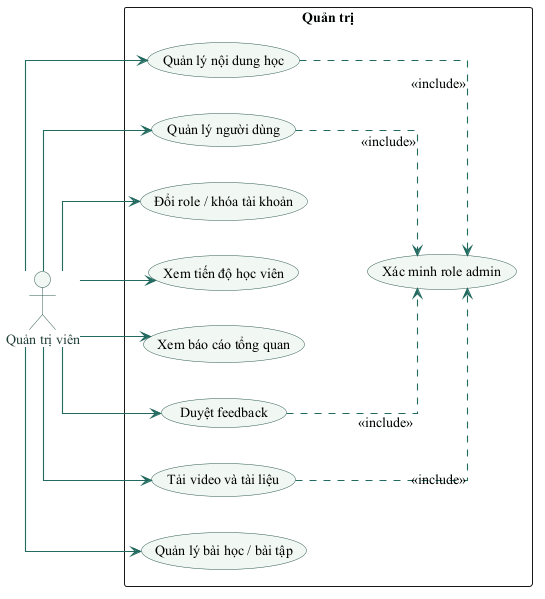 Quản trị
Quản lý nội dung học
«include»
Quản lý người dùng
«include»
Đổi role / khóa tài khoản
Xem tiến độ học viên
Xác minh role admin
Quản trị viên
Xem báo cáo tổng quan
Duyệt feedback
«include»
Tải video và tài liệu
«include»
Quản lý bài học / bài tập